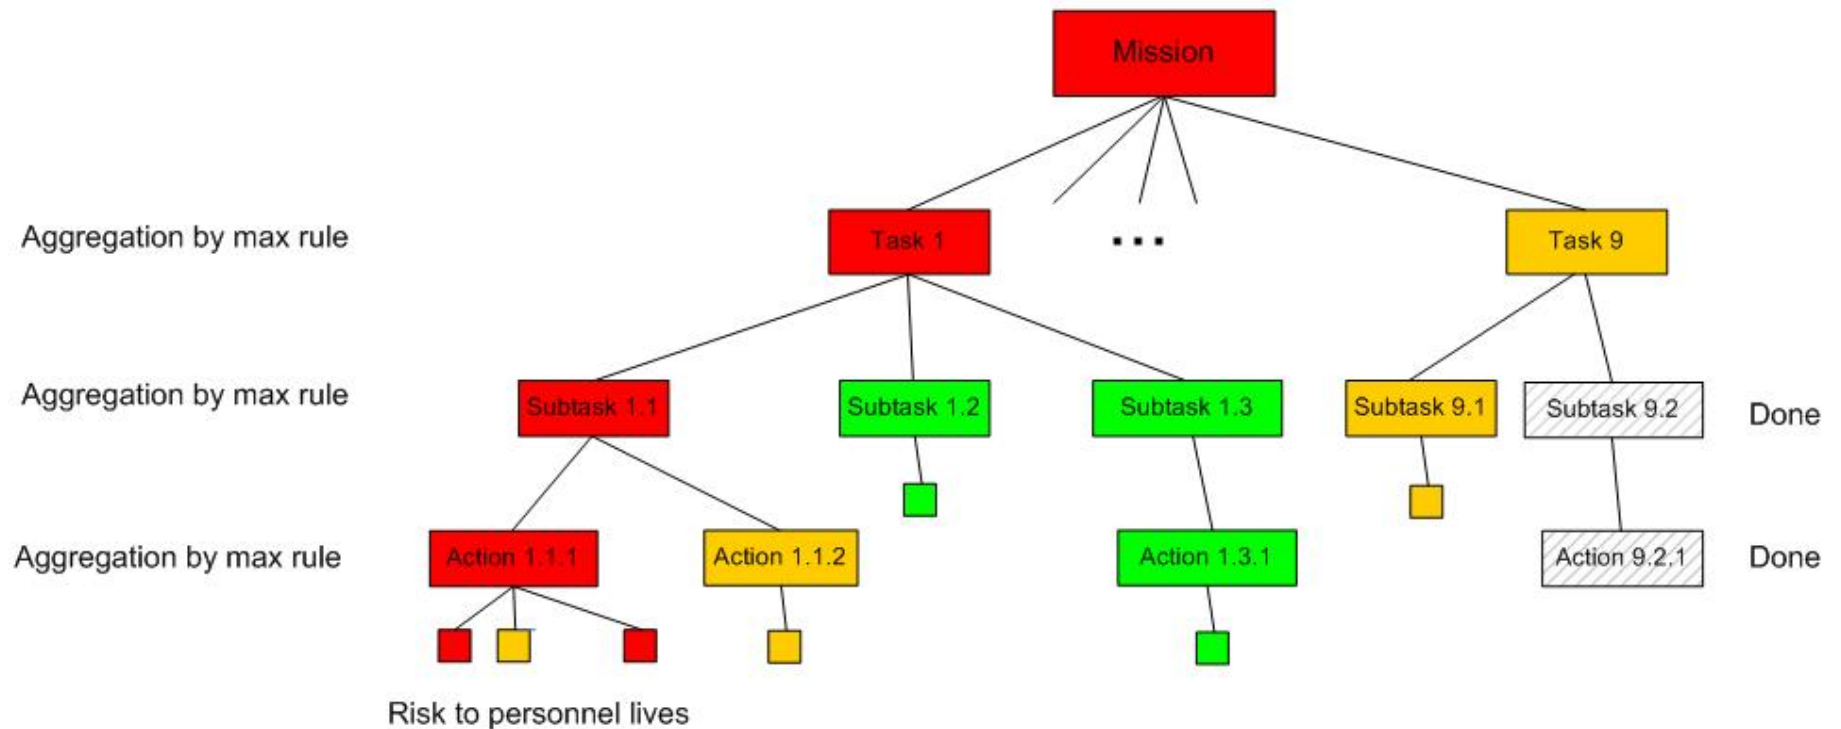 Mission
Aggregation by max rule
Task 1
...
Task 9
Aggregation by max rule
Subtask 1.1
Subtask 1.2
Subtask 1.3
Subtask 9.1
Subtask 9.2
Done
Aggregation by max rule
Action 1.1.1
Action 1.1.2
Action 1.3.1
Action 9.2.1
Done
Risk to personnel lives